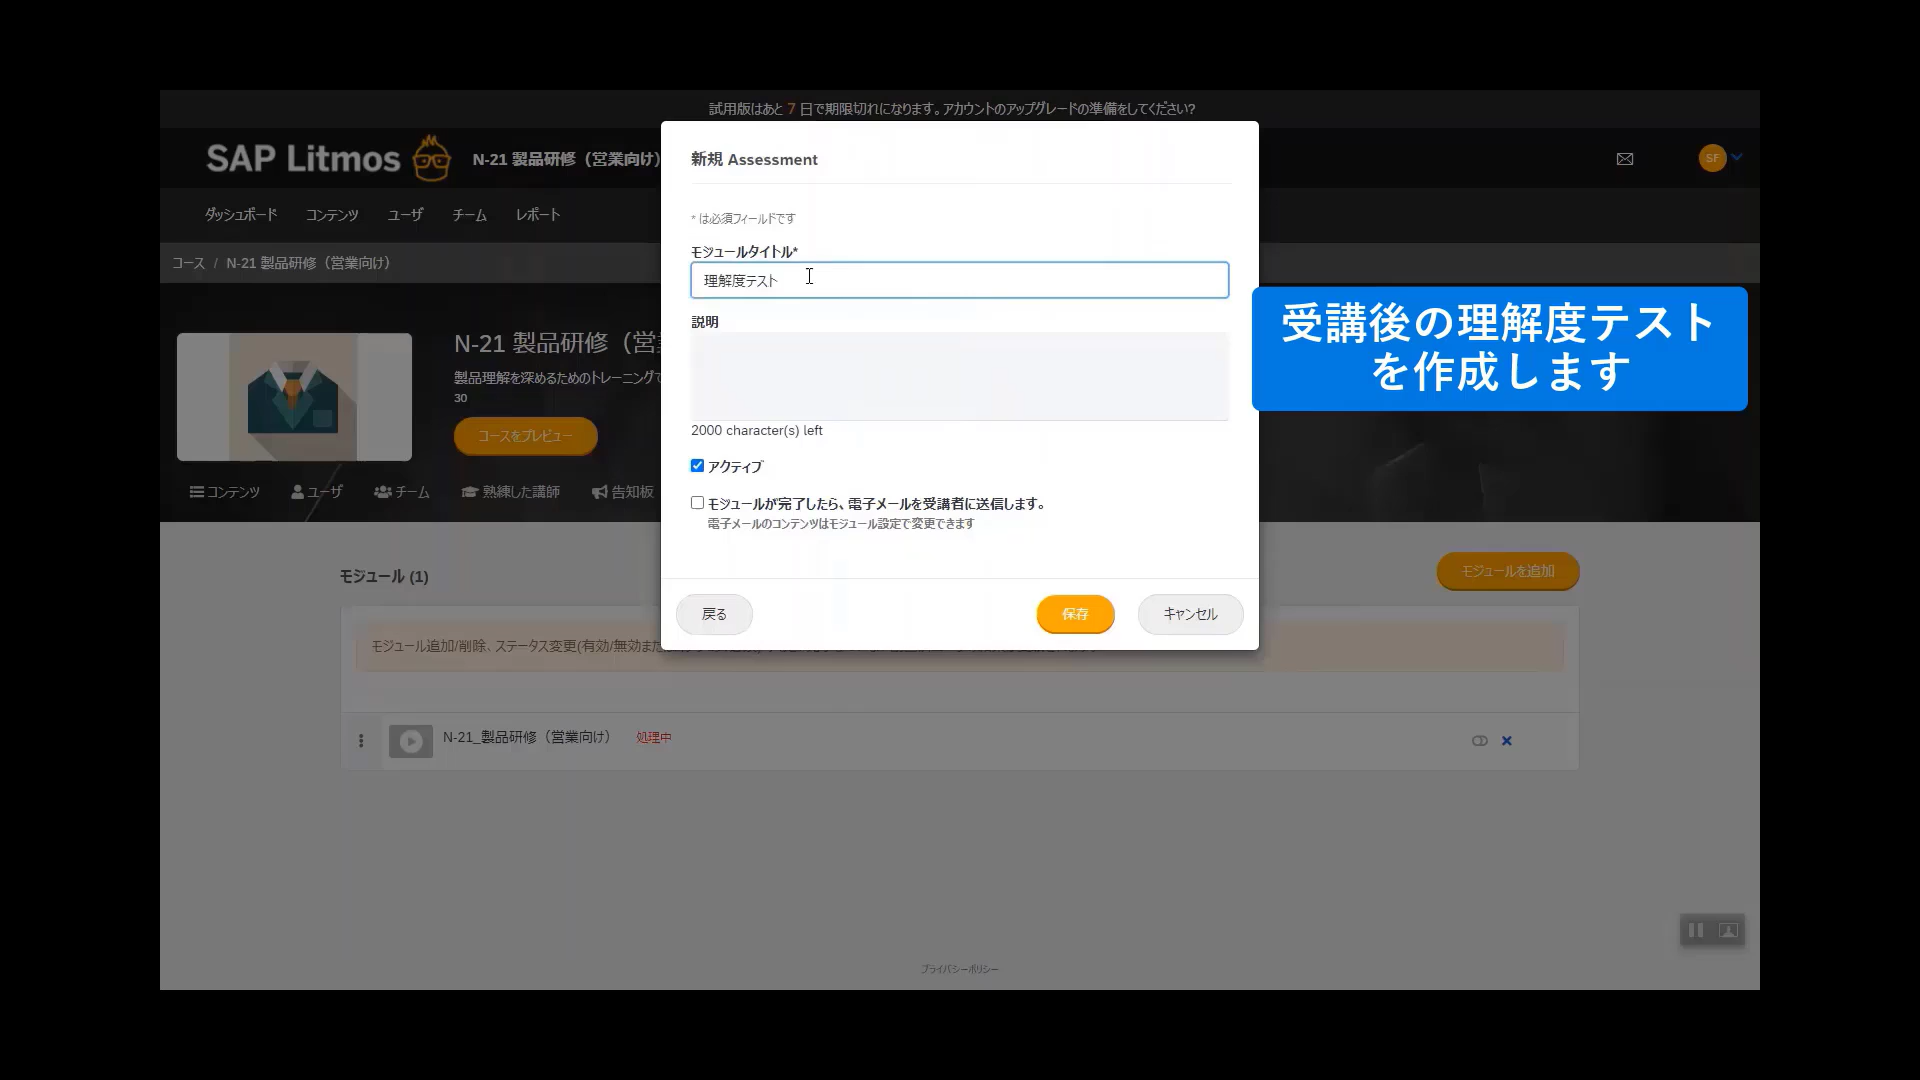 試用版はあと 7 日で期限切れになります。アカウントのアップグレードの準備をしてください?
SAP Litmos
N-21 製品研修（営業向け）
SF
ダッシュボード
コンテンツ
ユーザ
チーム
レポート
コース / N-21 製品研修（営業向け）
N-21 製品研修（営
製品理解を深めるためのトレーニング
30
コースをプレビュー
コンテンツ
ユーザ
チーム
熟練した講師
告知板
新規 Assessment
* は必須フィールドです
モジュールタイトル*
理解度テスト
説明
2000 character(s) left
アクティブ
モジュールが完了したら、電子メールを受講者に送信します。
電子メールのコンテンツはモジュール設定で変更できます
戻る
保存
キャンセル
受講後の理解度テスト
を作成します
モジュール (1)
モジュールを追加
モジュール追加/削除、ステータス変更(有効/無効また
N-21_製品研修（営業向け） 処理中
プライバシーポリシー